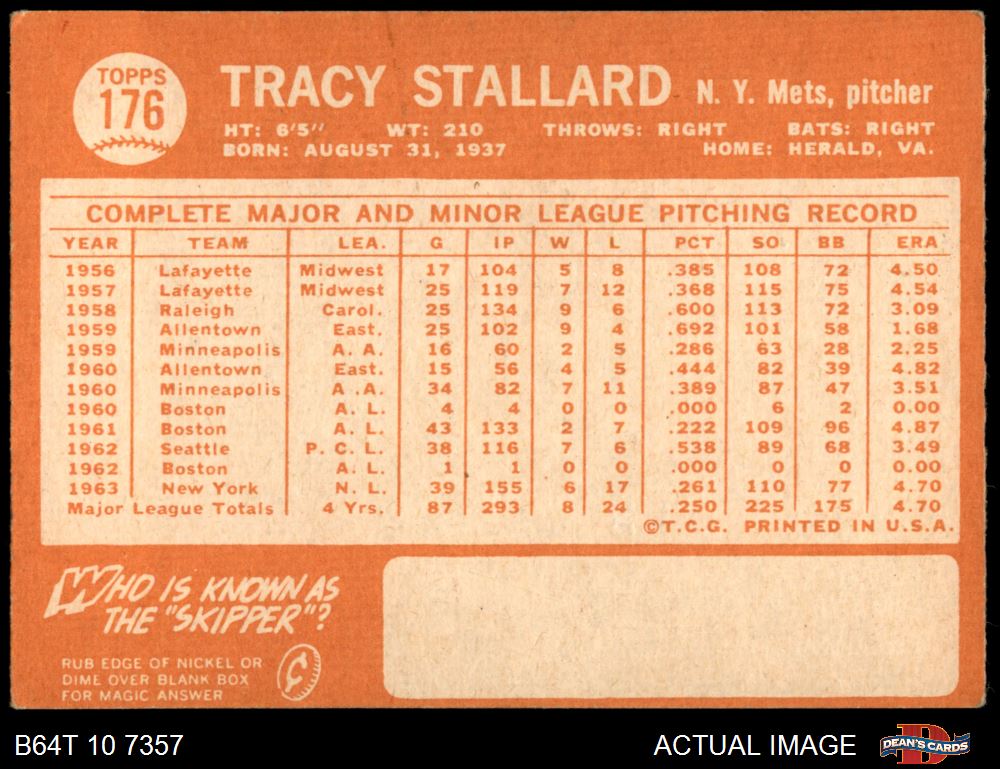 TOPPS
176
TRACY STALLARD N. Y. Mets, pitcher
HT: 6'5" WT: 210 THROWS: RIGHT BATS: RIGHT
BORN: AUGUST 31, 1937 HOME: HERALD, VA.
COMPLETE MAJOR AND MINOR LEAGUE PITCHING RECORD
YEAR TEAM LEA. G IP W L PCT SO BB ERA
1956 Lafayette Midwest 17 104 5 8 .385 108 72 4.50
1957 Lafayette Midwest 25 119 7 12 .368 115 75 4.54
1958 Raleigh Carol. 25 134 9 6 .600 113 72 3.09
1959 Allentown East. 25 102 9 4 .692 101 58 1.68
1959 Minneapolis A. A. 16 60 2 5 .286 63 28 2.25
1960 Allentown East. 15 56 4 5 .444 82 39 4.82
1960 Minneapolis A .A. 34 82 7 11 .389 87 47 3.51
1960 Boston A. L. 4 4 0 0 .000 6 2 0.00
1961 Boston A. L. 43 133 2 7 .222 109 96 4.87
1962 Seattle P. C. L. 38 116 7 6 .538 89 68 3.49
1962 Boston A. L. 1 1 0 0 .000 0 0 0.00
1963 New York N. L. 39 155 6 17 .261 110 77 4.70
Major League Totals 4 Yrs. 87 293 8 24 .250 225 175 4.70
©T.C.G. PRINTED IN U.S.A.
WHO IS KNOWN AS
THE "SKIPPER"?
RUB EDGE OF NICKEL OR
DIME OVER BLANK BOX
FOR MAGIC ANSWER
¢
B64T 10 7357 ACTUAL IMAGE DEAN'S CARDS